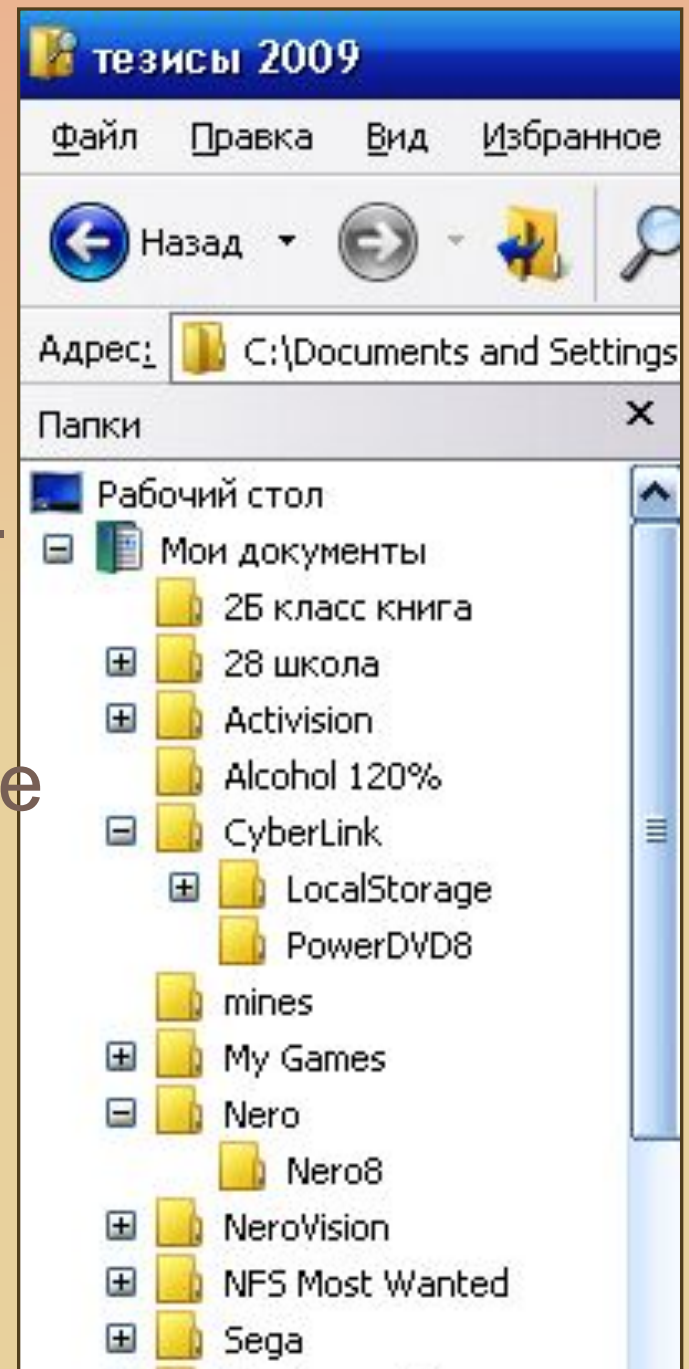 тезисы 2009
Файл Правка Вид Избранное
Назад
Адрес: C:\Documents and Settings
Папки
Рабочий стол
Мои документы
2Б класс книга
28 школа
Activision
Alcohol 120%
е
CyberLink
LocalStorage
PowerDVD8
mines
My Games
Nero
Nero8
NeroVision
NFS Most Wanted
Sega